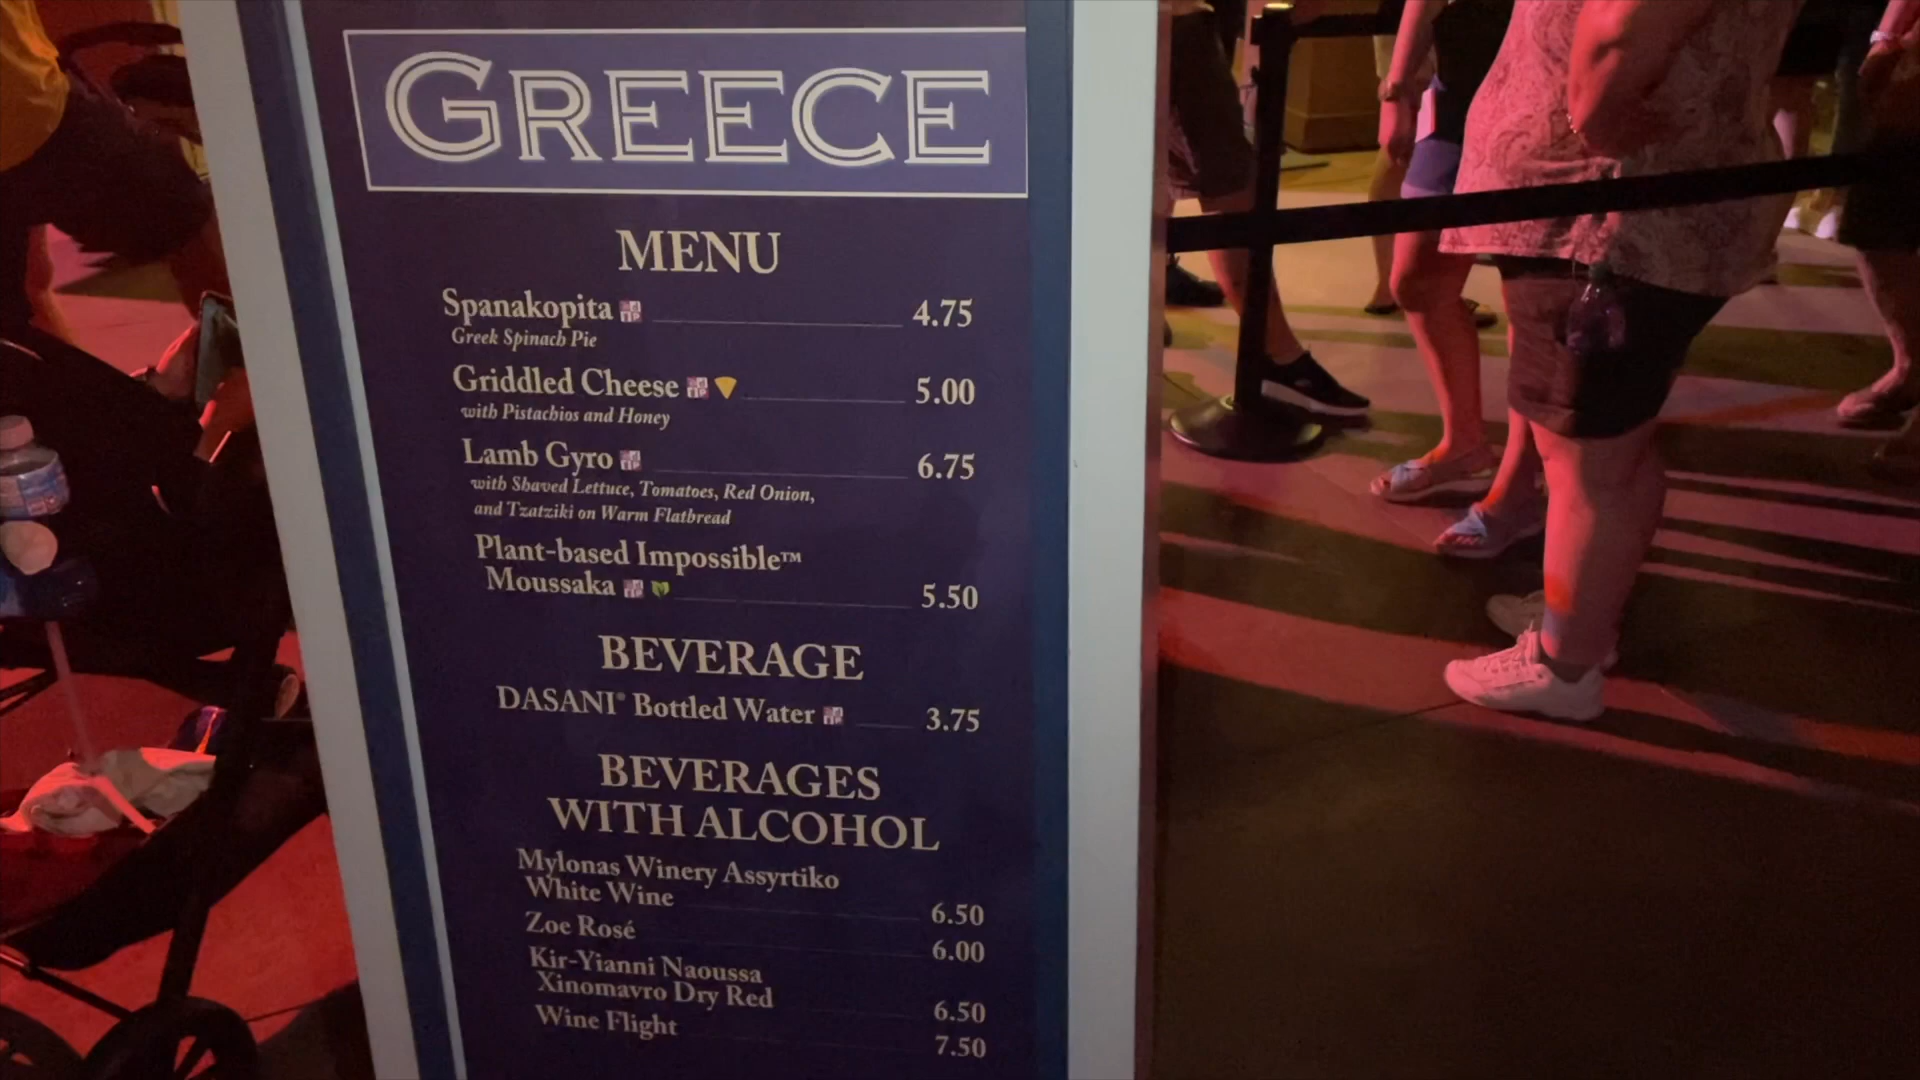 GREECE
MENU
Spanakopita 4.75
Greek Spinach Pie
Griddled Cheese 5.00
with Pistachios and Honey
Lamb Gyro 6.75
with Shaved Lettuce, Tomatoes, Red Onion,
and Tzatziki on Warm Flatbread
Plant-based Impossible™
Moussaka 5.50
BEVERAGE
DASANI® Bottled Water 3.75
BEVERAGES
WITH ALCOHOL
Mylonas Winery Assyrtiko
White Wine 6.50
Zoe Rosé 6.00
Kir-Yianni Naoussa
Xinomavro Dry Red 6.50
Wine Flight 7.50